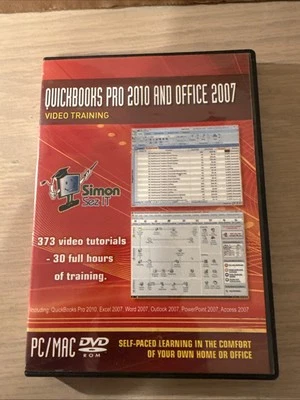 QUICKBOOKS PRO 2010 AND OFFICE 2007
VIDEO TRAINING
Simon
Sez IT
373 video tutorials
- 30 full hours
of training.
Including: QuickBooks Pro 2010, Excel 2007, Word 2007, Outlook 2007, PowerPoint 2007, Access 2007
PC/MAC DVD
ROM
SELF-PACED LEARNING IN THE COMFORT
OF YOUR OWN HOME OR OFFICE